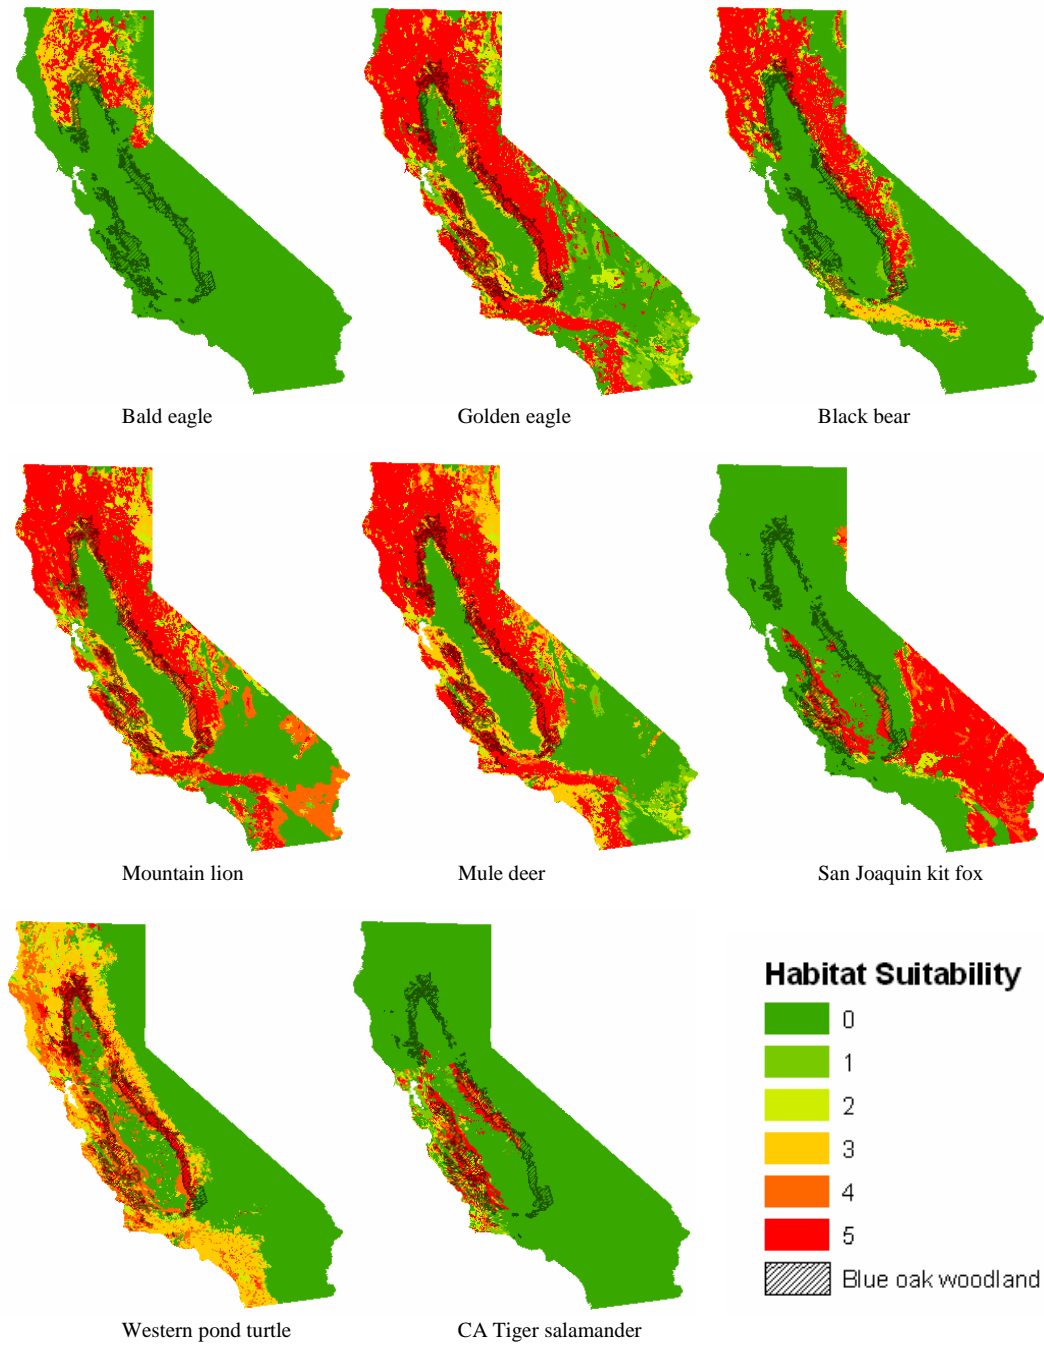 Bald eagle
Golden eagle
Black bear
Mountain lion
Mule deer
San Joaquin kit fox
Western pond turtle
CA Tiger salamander
Habitat Suitability
0
1
2
3
4
5
Blue oak woodland